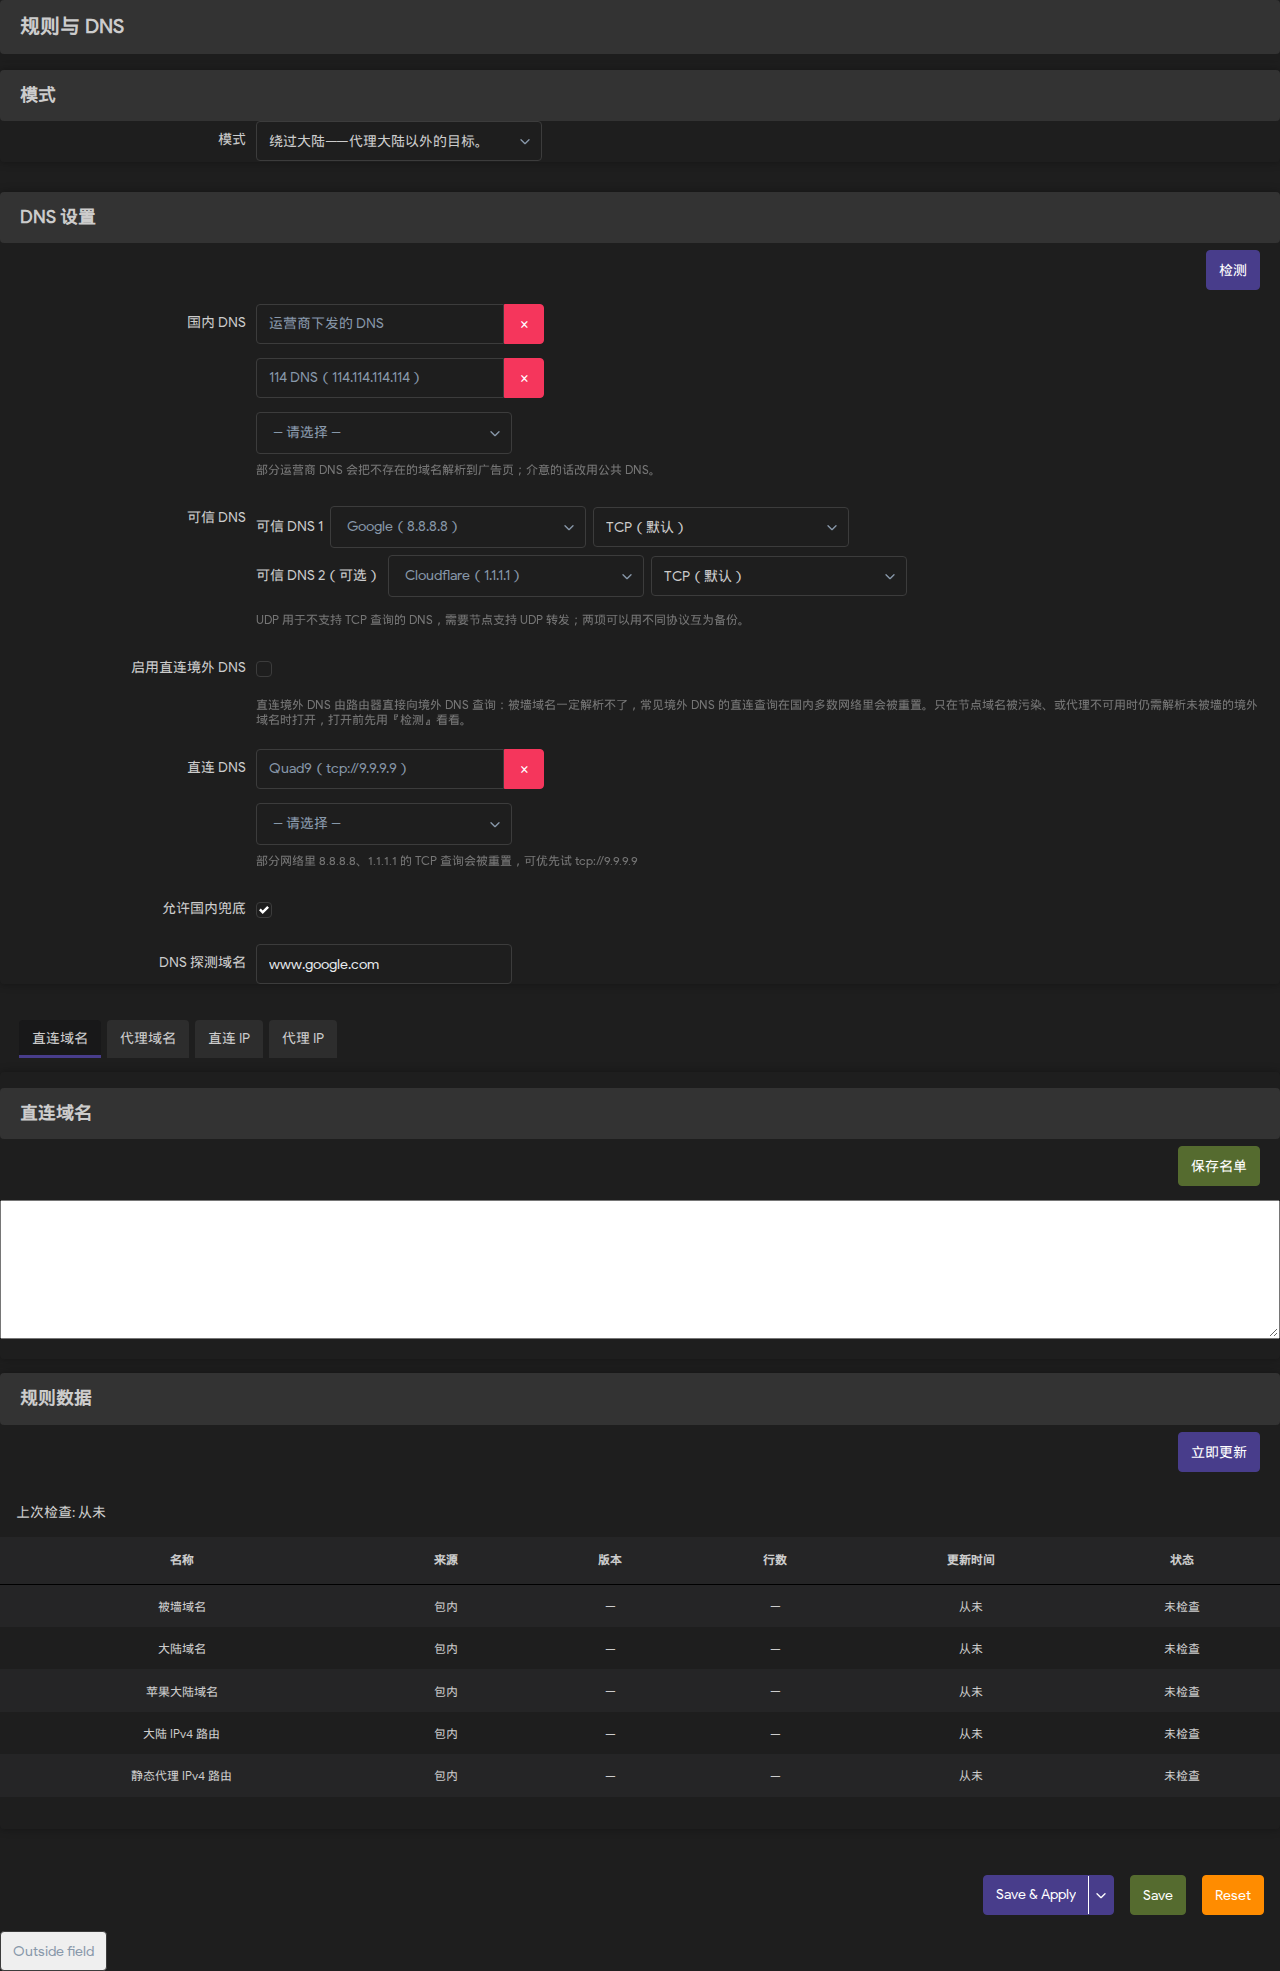 规则与 DNS
模式
模式 绕过大陆——代理大陆以外的目标。
DNS 设置
检测
国内 DNS 运营商下发的 DNS ×
114 DNS（114.114.114.114） ×
-- 请选择 --
部分运营商 DNS 会把不存在的域名解析到广告页；介意的话改用公共 DNS。
可信 DNS 可信 DNS 1 Google（8.8.8.8） TCP（默认）
可信 DNS 2（可选） Cloudflare（1.1.1.1） TCP（默认）
UDP 用于不支持 TCP 查询的 DNS，需要节点支持 UDP 转发；两项可以用不同协议互为备份。
启用直连境外 DNS
直连境外 DNS 由路由器直接向境外 DNS 查询：被墙域名一定解析不了，常见境外 DNS 的直连查询在国内多数网络里会被重置。只在节点域名被污染、或代理不可用时仍需解析未被墙的境外
域名时打开，打开前先用『检测』看看。
直连 DNS Quad9（tcp://9.9.9.9） ×
-- 请选择 --
部分网络里 8.8.8.8、1.1.1.1 的 TCP 查询会被重置，可优先试 tcp://9.9.9.9
允许国内兜底
DNS 探测域名 www.google.com
直连域名 代理域名 直连 IP 代理 IP
直连域名
保存名单
规则数据
立即更新
上次检查: 从未
名称 来源 版本 行数 更新时间 状态
被墙域名 包内 — — 从未 未检查
大陆域名 包内 — — 从未 未检查
苹果大陆域名 包内 — — 从未 未检查
大陆 IPv4 路由 包内 — — 从未 未检查
静态代理 IPv4 路由 包内 — — 从未 未检查
Save & Apply Save Reset
Outside field